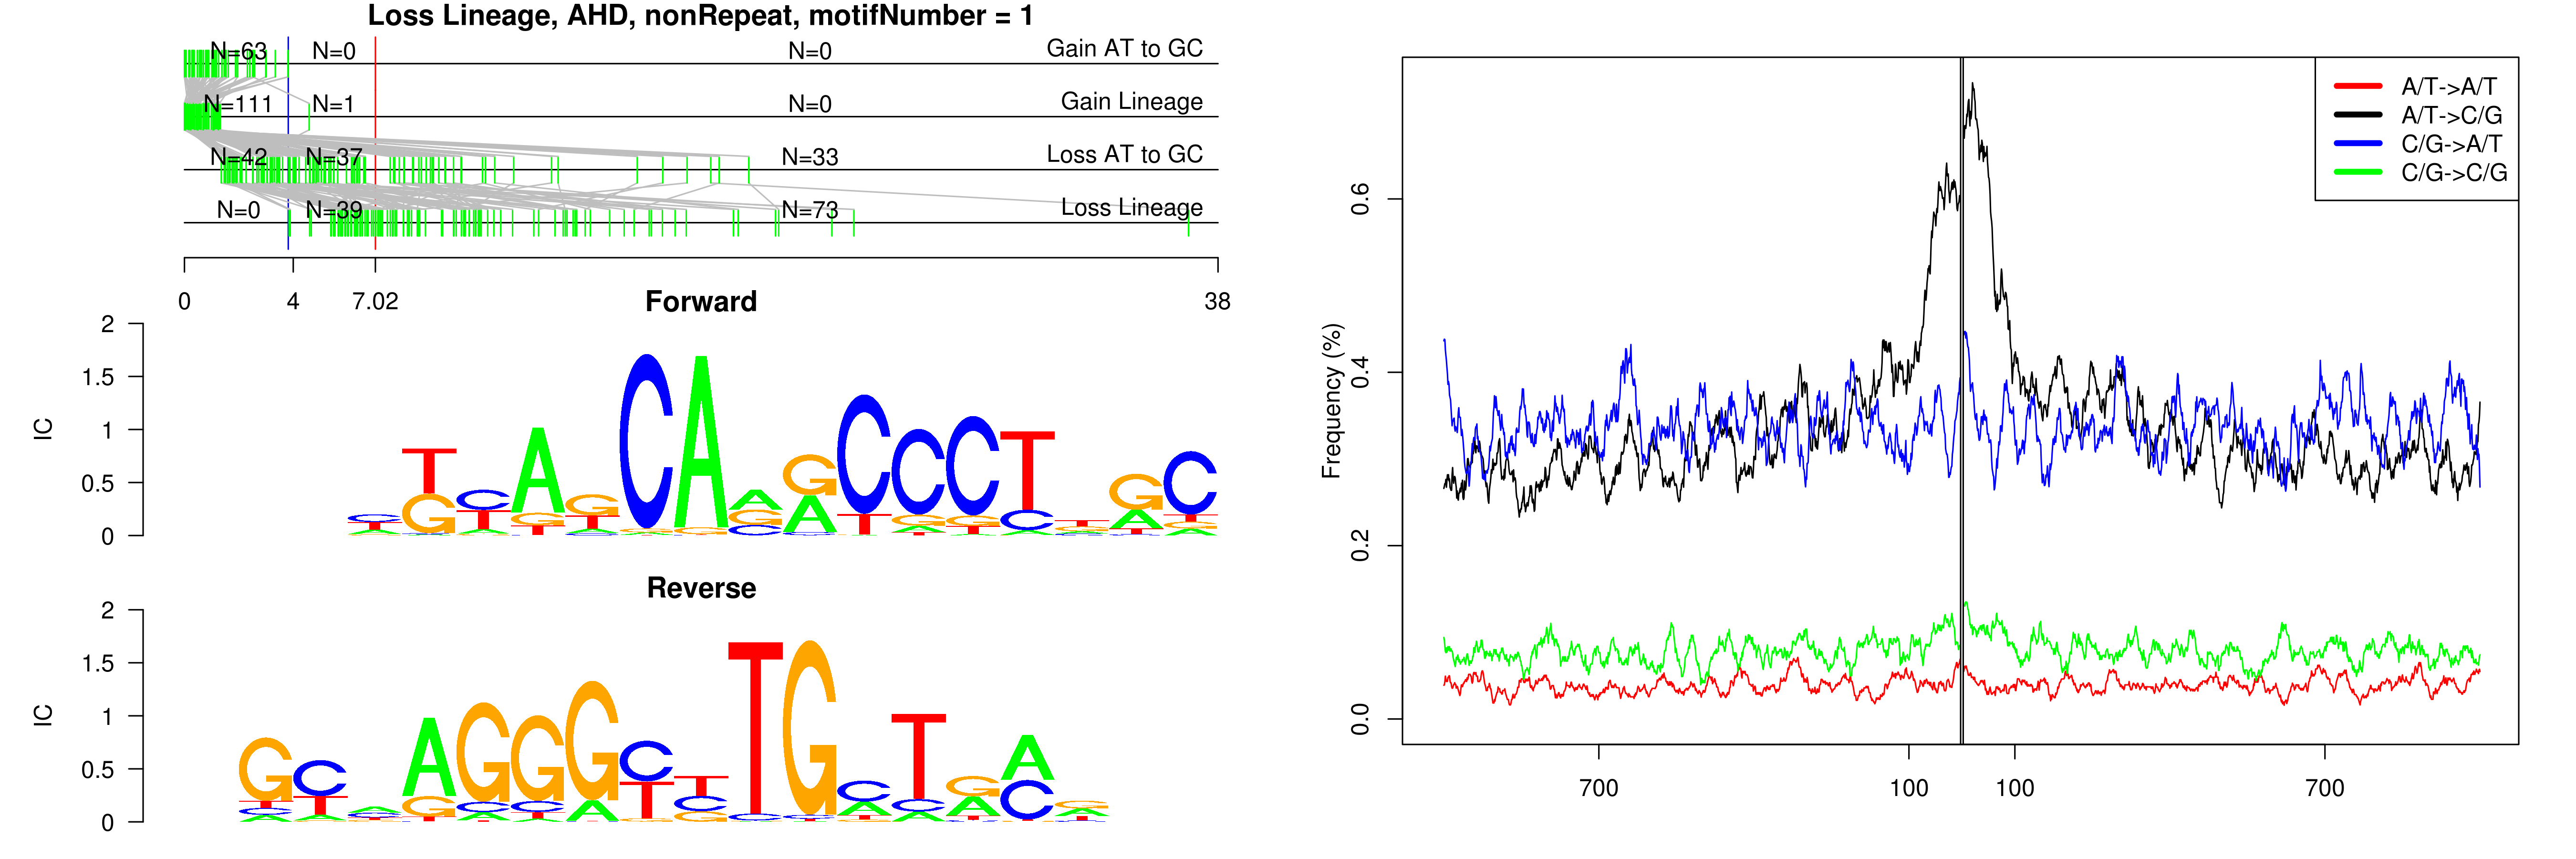 Loss Lineage, AHD, nonRepeat, motifNumber = 1
N=63 N=0 N=0 Gain AT to GC
N=111 N=1 N=0 Gain Lineage
N=42 N=37 N=33 Loss AT to GC
N=0 N=39 N=73 Loss Lineage
0 4 7.02 38
Forward
2
1.5
1
0.5
0
IC
Reverse
2
1.5
1
0.5
0
IC
A/T->A/T
A/T->C/G
C/G->A/T
C/G->C/G
Frequency (%)
0.6
0.4
0.2
0.0
700 100 100 700